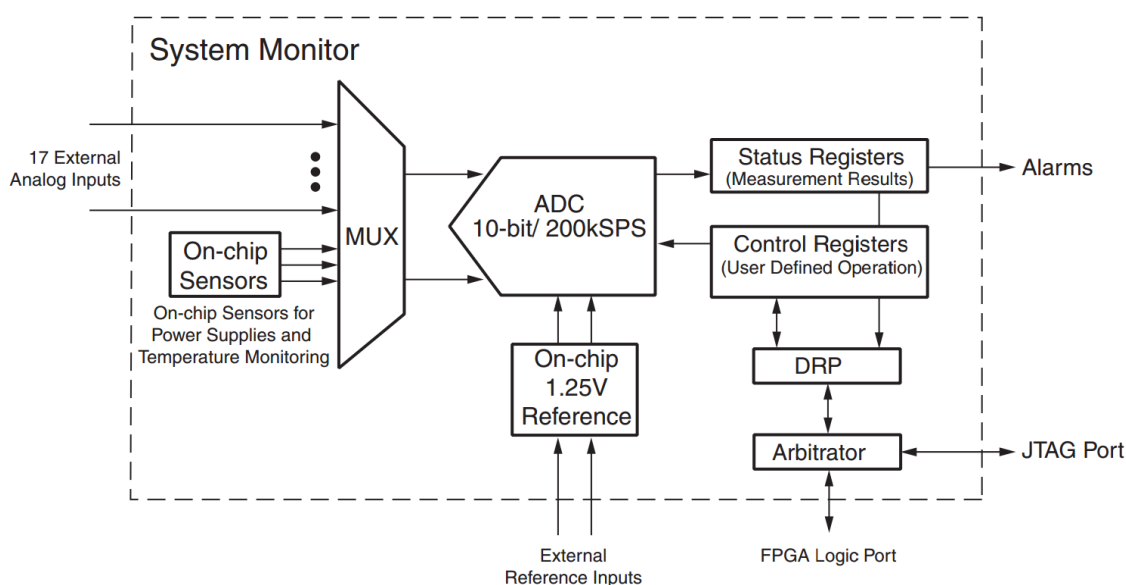 System Monitor
17 External
Analog Inputs
MUX
On-chip
Sensors
On-chip Sensors for
Power Supplies and
Temperature Monitoring
ADC
10-bit/ 200kSPS
On-chip
1.25V
Reference
External
Reference Inputs
Status Registers
(Measurement Results)
Alarms
Control Registers
(User Defined Operation)
DRP
Arbitrator
JTAG Port
FPGA Logic Port